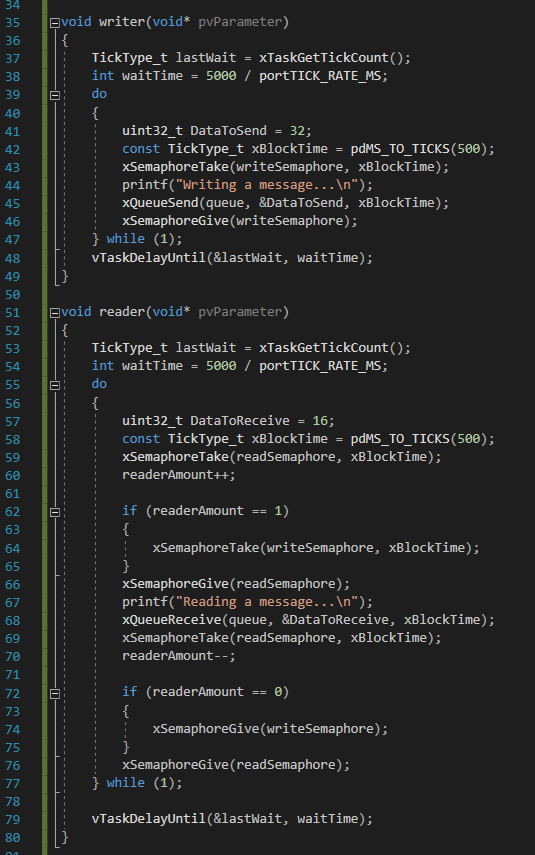 34
35 void writer(void* pvParameter)
36 {
37 TickType_t lastWait = xTaskGetTickCount();
38 int waitTime = 5000 / portTICK_RATE_MS;
39 do
40 {
41 uint32_t DataToSend = 32;
42 const TickType_t xBlockTime = pdMS_TO_TICKS(500);
43 xSemaphoreTake(writeSemaphore, xBlockTime);
44 printf("Writing a message...\n");
45 xQueueSend(queue, &DataToSend, xBlockTime);
46 xSemaphoreGive(writeSemaphore);
47 } while (1);
48 vTaskDelayUntil(&lastWait, waitTime);
49 }
50
51 void reader(void* pvParameter)
52 {
53 TickType_t lastWait = xTaskGetTickCount();
54 int waitTime = 5000 / portTICK_RATE_MS;
55 do
56 {
57 uint32_t DataToReceive = 16;
58 const TickType_t xBlockTime = pdMS_TO_TICKS(500);
59 xSemaphoreTake(readSemaphore, xBlockTime);
60 readerAmount++;
61
62 if (readerAmount == 1)
63 {
64 xSemaphoreTake(writeSemaphore, xBlockTime);
65 }
66 xSemaphoreGive(readSemaphore);
67 printf("Reading a message...\n");
68 xQueueReceive(queue, &DataToReceive, xBlockTime);
69 xSemaphoreTake(readSemaphore, xBlockTime);
70 readerAmount--;
71
72 if (readerAmount == 0)
73 {
74 xSemaphoreGive(writeSemaphore);
75 }
76 xSemaphoreGive(readSemaphore);
77 } while (1);
78
79 vTaskDelayUntil(&lastWait, waitTime);
80 }